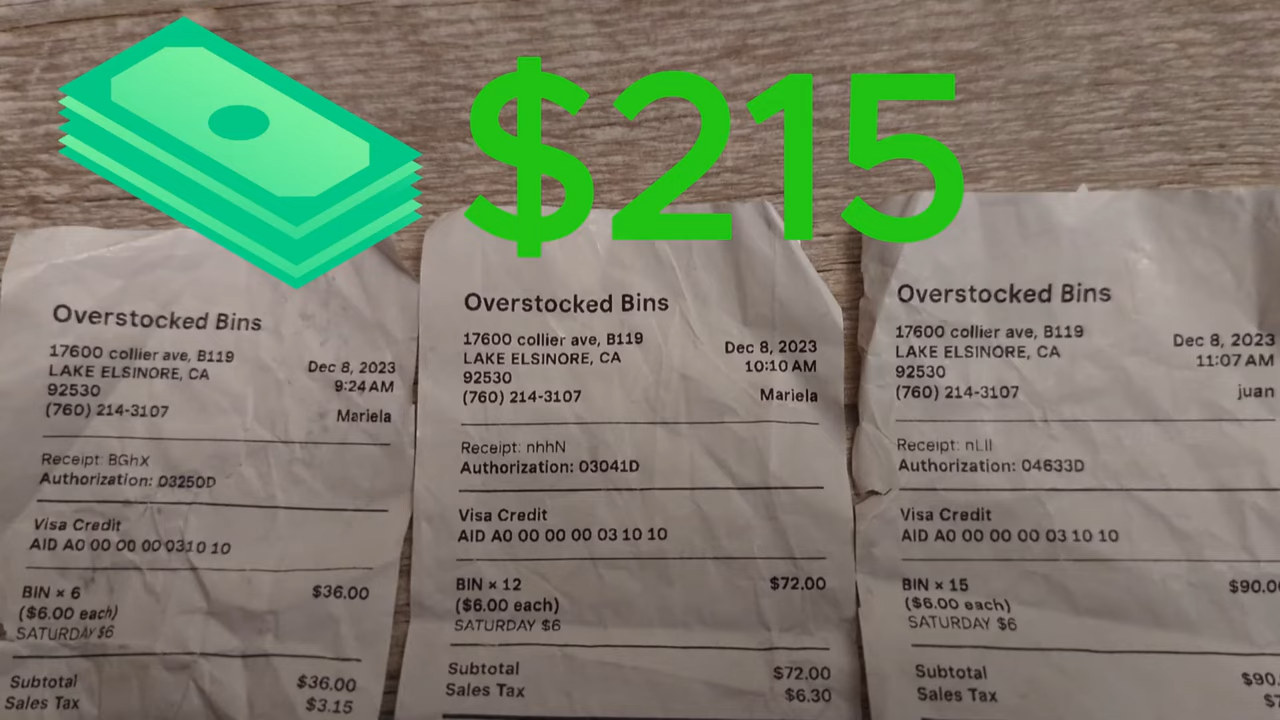 $215
Overstocked Bins
17600 collier ave, B119
LAKE ELSINORE, CA
92530
(760) 214-3107
Dec 8, 2023
9:24 AM
Mariela
Receipt: BGhX
Authorization: 03250D
Visa Credit
AID A0 00 00 00 03 10 10
BIN × 6
$36.00
($6.00 each)
SATURDAY $6
Subtotal
$36.00
Sales Tax
$3.15
Overstocked Bins
17600 collier ave, B119
LAKE ELSINORE, CA
92530
(760) 214-3107
Dec 8, 2023
10:10 AM
Mariela
Receipt: nhhN
Authorization: 03041D
Visa Credit
AID A0 00 00 00 03 10 10
BIN × 12
$72.00
($6.00 each)
SATURDAY $6
Subtotal
$72.00
Sales Tax
$6.30
Overstocked Bins
17600 collier ave, B119
LAKE ELSINORE, CA
92530
(760) 214-3107
Dec 8, 2023
11:07 AM
juan
Receipt:
Authorization: 04633D
Visa Credit
AID A0 00 00 00 03 10 10
BIN × 15
$90.0
($6.00 each)
SATURDAY $6
Subtotal
$90.
Sales Tax